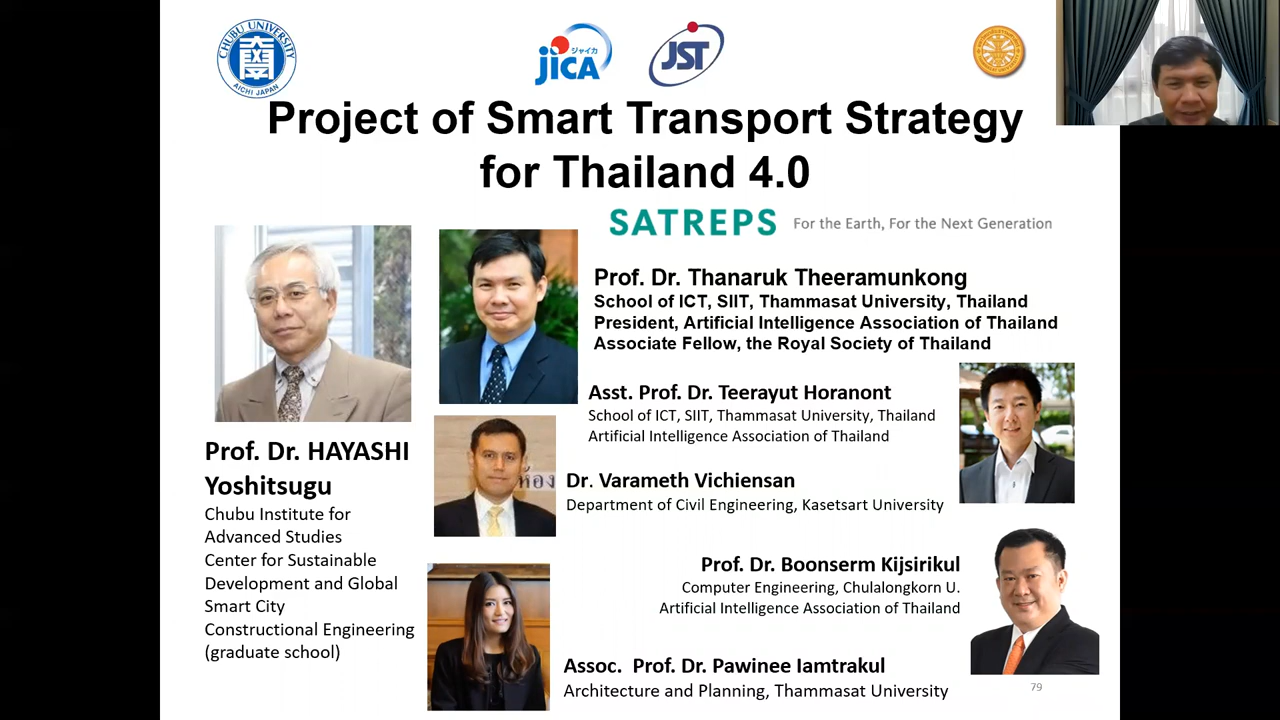 CHUBU UNIVERSITY
AICHI JAPAN
ジャイカ
JICA
JST
Project of Smart Transport Strategy
for Thailand 4.0
SATREPS For the Earth, For the Next Generation
Prof. Dr. Thanaruk Theeramunkong
School of ICT, SIIT, Thammasat University, Thailand
President, Artificial Intelligence Association of Thailand
Associate Fellow, the Royal Society of Thailand
Asst. Prof. Dr. Teerayut Horanont
School of ICT, SIIT, Thammasat University, Thailand
Artificial Intelligence Association of Thailand
Prof. Dr. HAYASHI
Yoshitsugu
Chubu Institute for
Advanced Studies
Center for Sustainable
Development and Global
Smart City
Constructional Engineering
(graduate school)
ห้อง
Dr. Varameth Vichiensan
Department of Civil Engineering, Kasetsart University
Prof. Dr. Boonserm Kijsirikul
Computer Engineering, Chulalongkorn U.
Artificial Intelligence Association of Thailand
Assoc. Prof. Dr. Pawinee Iamtrakul
Architecture and Planning, Thammasat University
79